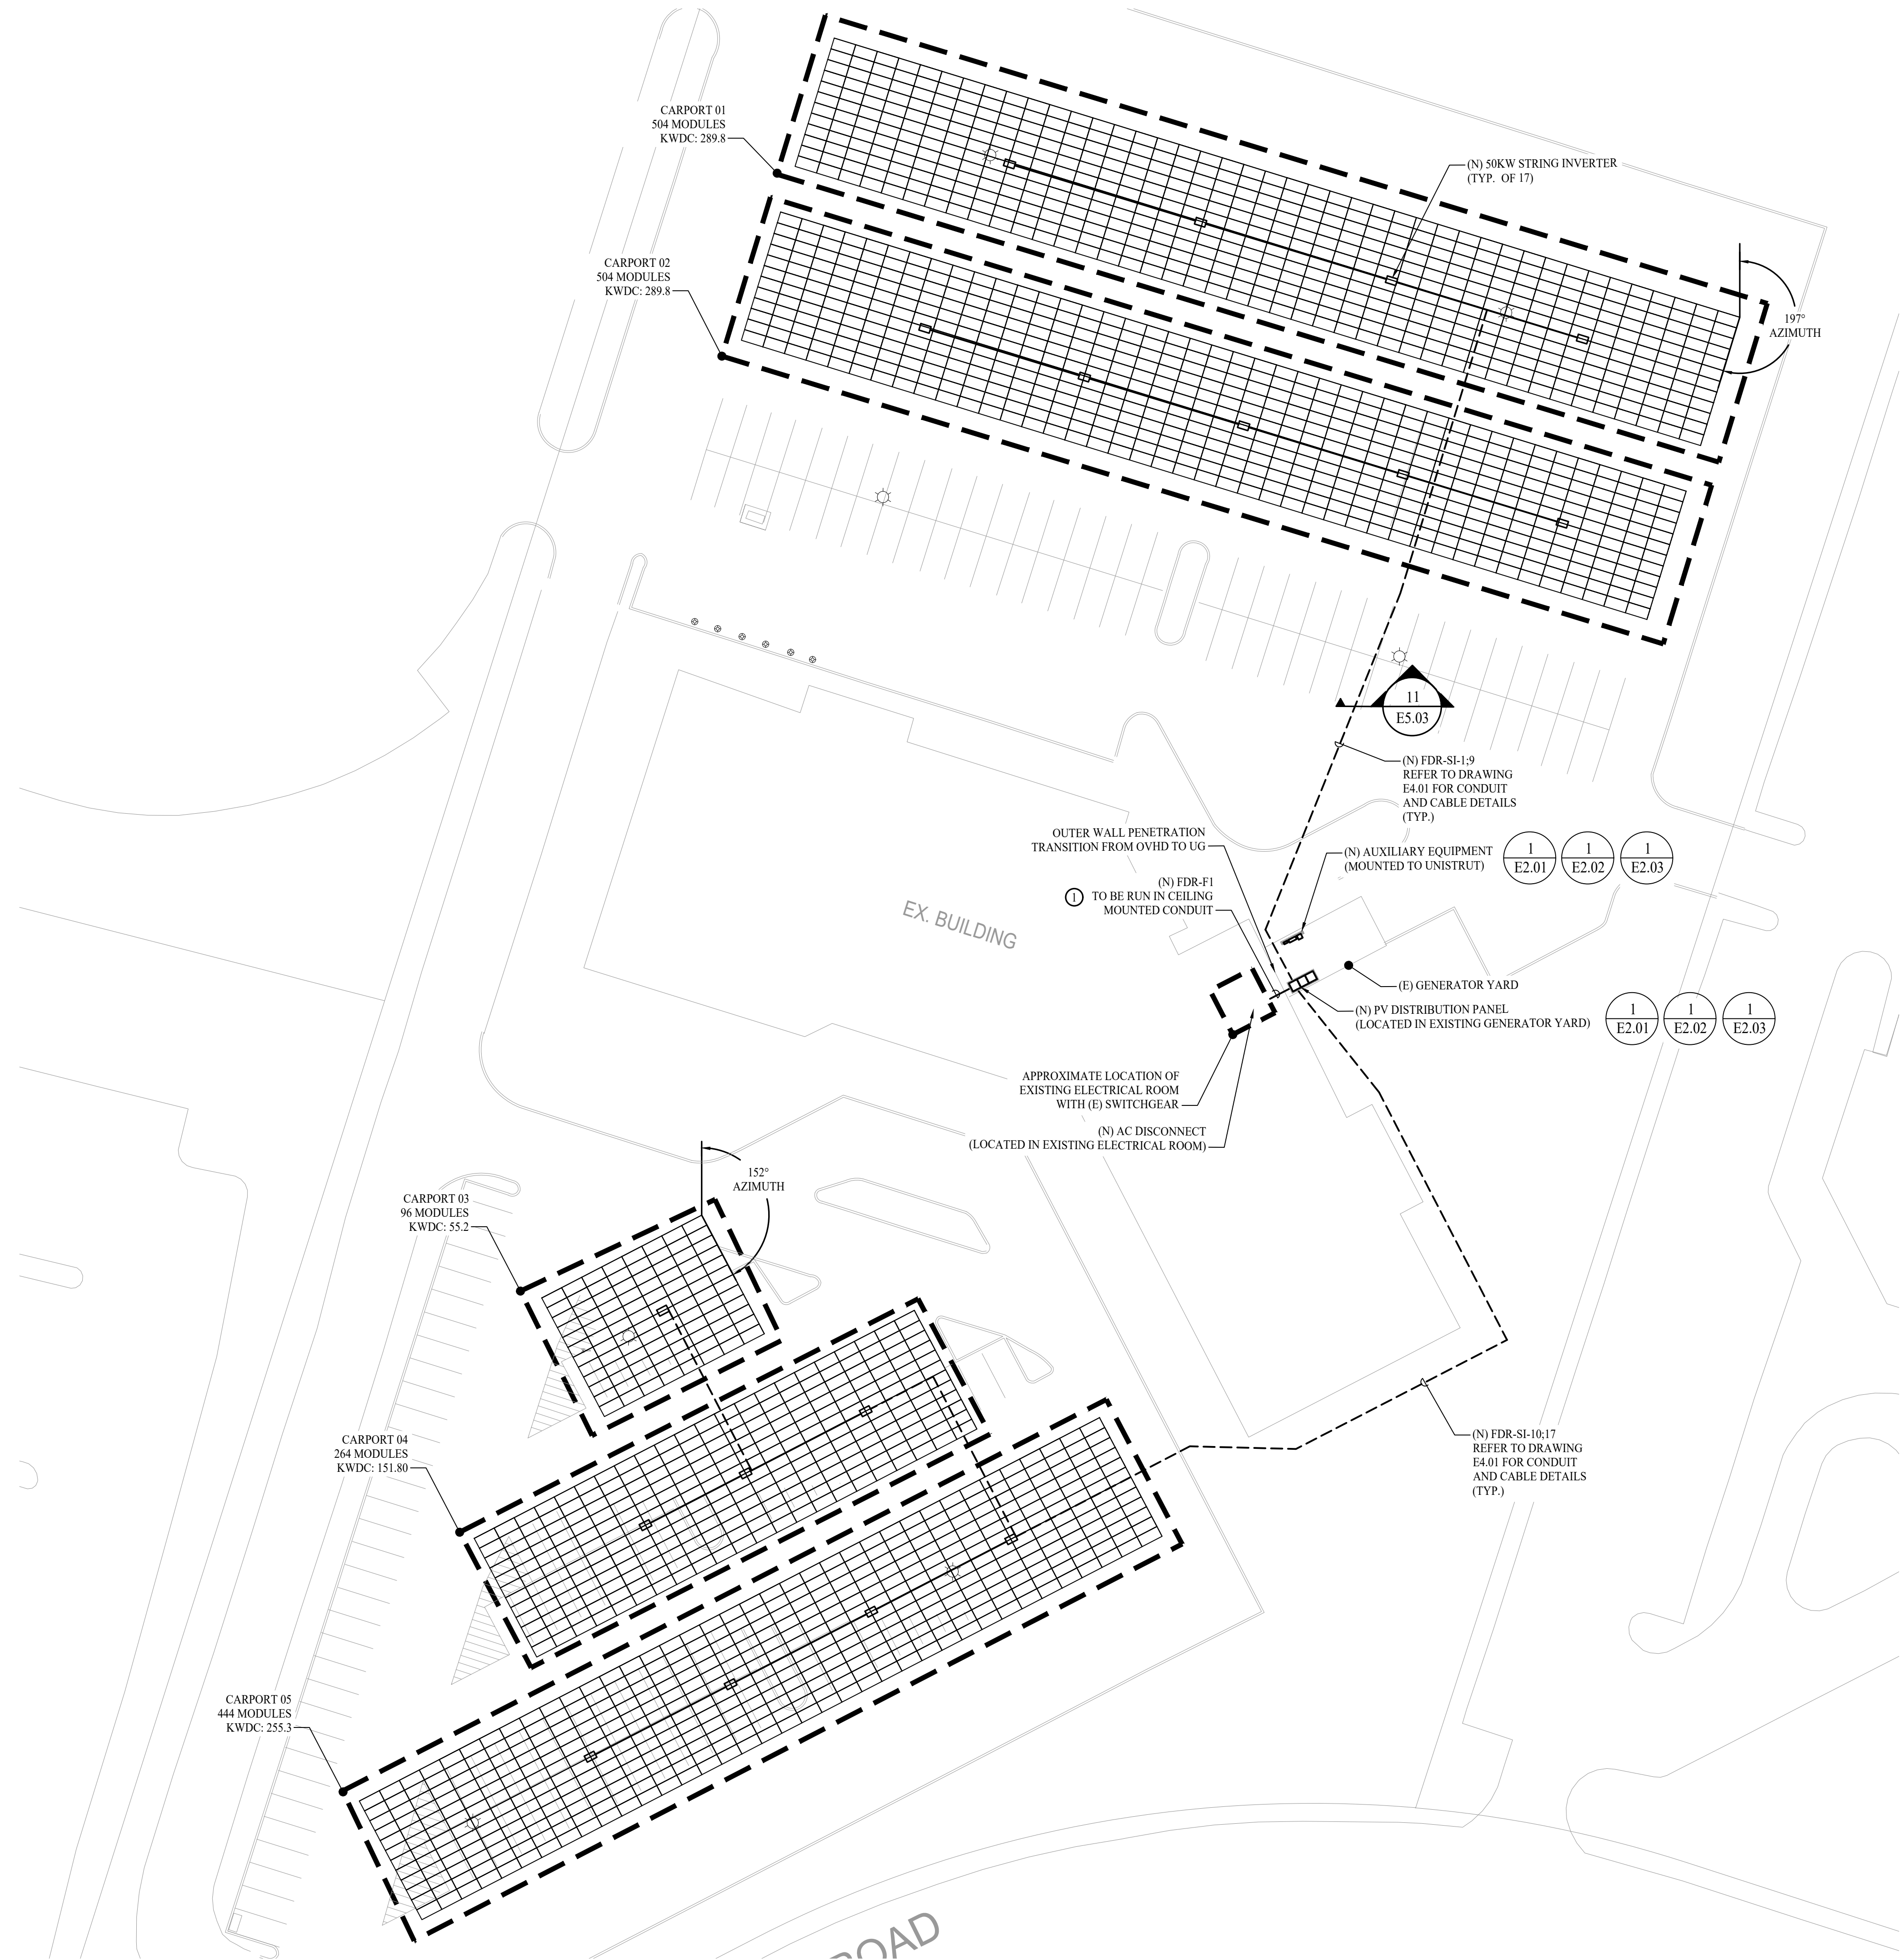 CARPORT 01
504 MODULES
KWDC: 289.8
(N) 50KW STRING INVERTER
(TYP. OF 17)
CARPORT 02
504 MODULES
KWDC: 289.8
197°
AZIMUTH
11
E5.03
(N) FDR-SI-1;9
REFER TO DRAWING
E4.01 FOR CONDUIT
AND CABLE DETAILS
(TYP.)
OUTER WALL PENETRATION
TRANSITION FROM OVHD TO UG
(N) AUXILIARY EQUIPMENT
(MOUNTED TO UNISTRUT)
1
E2.01
1
E2.02
1
E2.03
1
(N) FDR-F1
TO BE RUN IN CEILING
MOUNTED CONDUIT
EX. BUILDING
(E) GENERATOR YARD
(N) PV DISTRIBUTION PANEL
(LOCATED IN EXISTING GENERATOR YARD)
1
E2.01
1
E2.02
1
E2.03
APPROXIMATE LOCATION OF
EXISTING ELECTRICAL ROOM
WITH (E) SWITCHGEAR
(N) AC DISCONNECT
(LOCATED IN EXISTING ELECTRICAL ROOM)
152°
AZIMUTH
CARPORT 03
96 MODULES
KWDC: 55.2
CARPORT 04
264 MODULES
KWDC: 151.80
(N) FDR-SI-10;17
REFER TO DRAWING
E4.01 FOR CONDUIT
AND CABLE DETAILS
(TYP.)
CARPORT 05
444 MODULES
KWDC: 255.3
ROAD